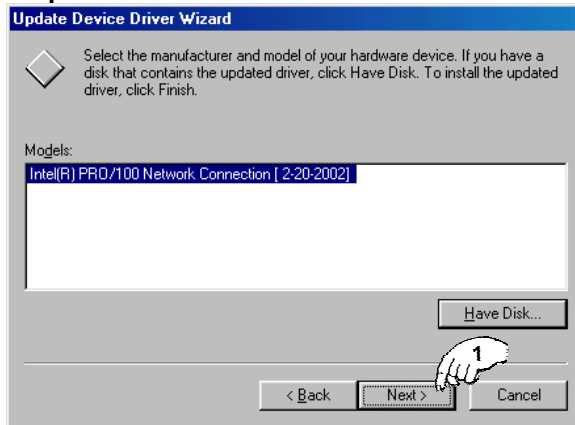 Update Device Driver Wizard
Select the manufacturer and model of your hardware device. If you have a
disk that contains the updated driver, click Have Disk. To install the updated
driver, click Finish.
Models:
Intel(R) PRO/100 Network Connection [ 2-20-2002]
Have Disk...
1
< Back
Next >
Cancel